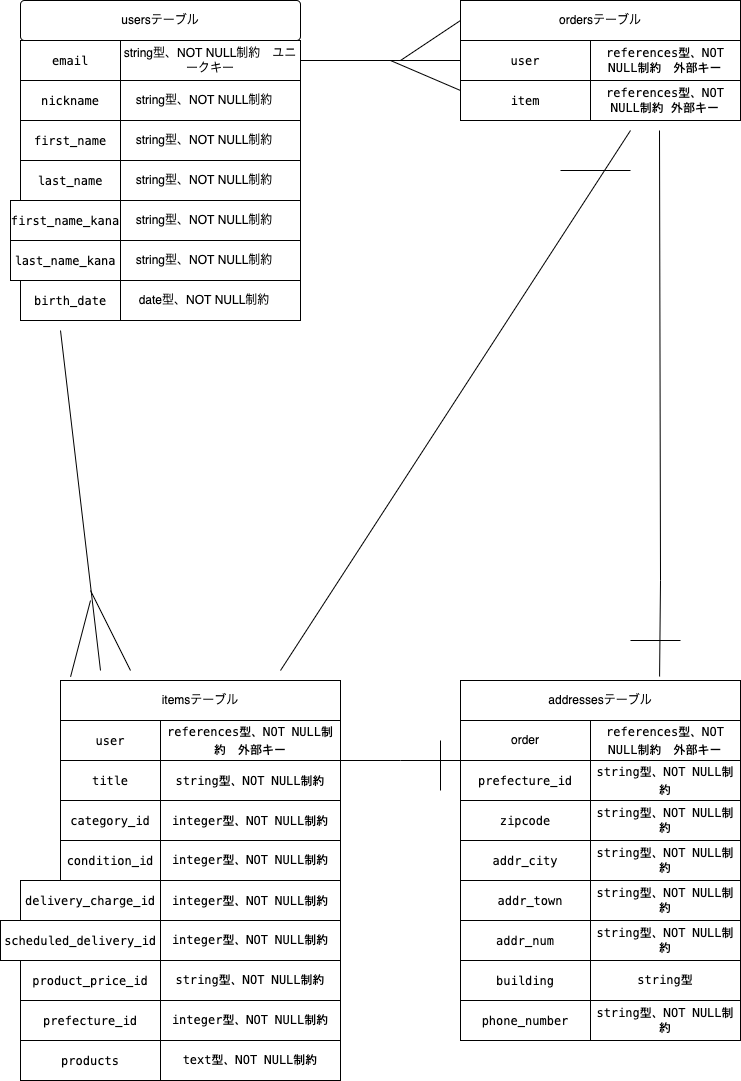 usersテーブル
email
string型、NOT NULL制約　ユニ
ークキー
nickname
string型、NOT NULL制約
first_name
string型、NOT NULL制約
last_name
string型、NOT NULL制約
first_name_kana
string型、NOT NULL制約
last_name_kana
string型、NOT NULL制約
birth_date
date型、NOT NULL制約
ordersテーブル
user
references型、NOT
NULL制約　外部キー
item
references型、NOT
NULL制約 外部キー
itemsテーブル
user
references型、NOT NULL制
約　外部キー
title
string型、NOT NULL制約
category_id
integer型、NOT NULL制約
condition_id
integer型、NOT NULL制約
delivery_charge_id
integer型、NOT NULL制約
scheduled_delivery_id
integer型、NOT NULL制約
product_price_id
string型、NOT NULL制約
prefecture_id
integer型、NOT NULL制約
products
text型、NOT NULL制約
addressesテーブル
order
references型、NOT
NULL制約　外部キー
prefecture_id
string型、NOT NULL制
約
zipcode
string型、NOT NULL制
約
addr_city
string型、NOT NULL制
約
addr_town
string型、NOT NULL制
約
addr_num
string型、NOT NULL制
約
building
string型
phone_number
string型、NOT NULL制
約